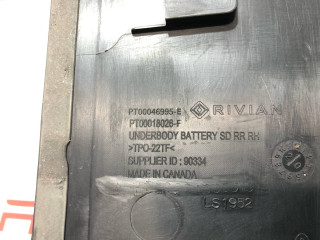 PT00046995-E RIVIAN
PT00018026-F
UNDERBODY BATTERY SD RR RH
>TPO-22TF<
SUPPLIER ID : 90334
MADE IN CANADA
LS1952